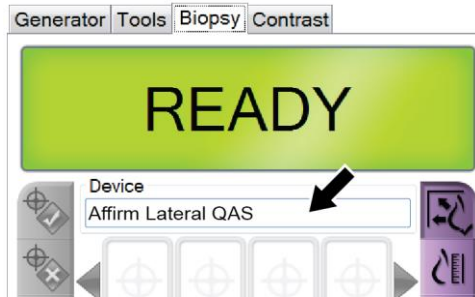 Generator Tools Biopsy Contrast
READY
Device
Affirm Lateral QAS